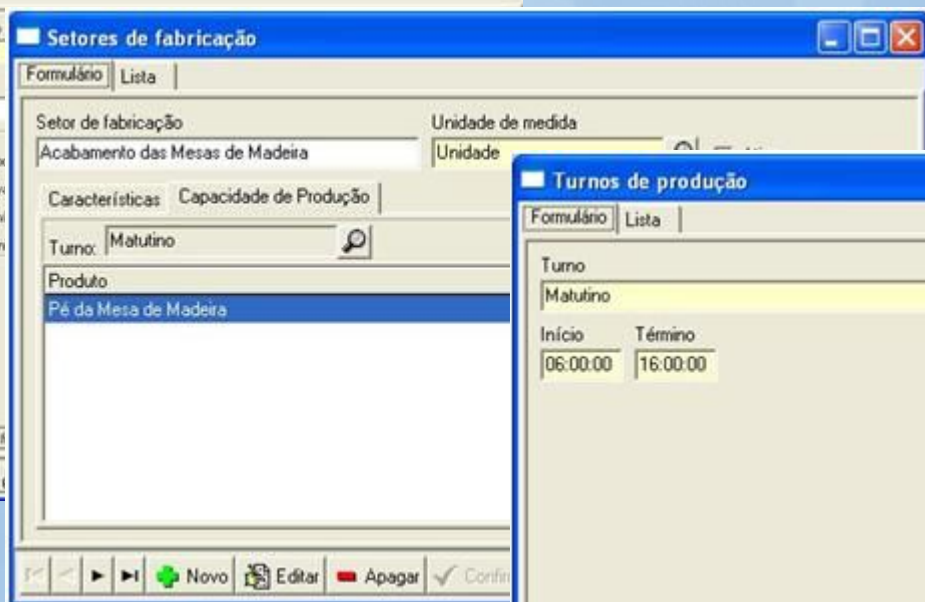 Setores de fabricação
Formulário Lista
Setor de fabricação Unidade de medida
Acabamento das Mesas de Madeira Unidade
Características Capacidade de Produção
Turno: Matutino
Produto
Pé da Mesa de Madeira
Novo Editar Apagar
Turnos de produção
Formulário Lista
Turno
Matutino
Início Término
06:00:00 16:00:00